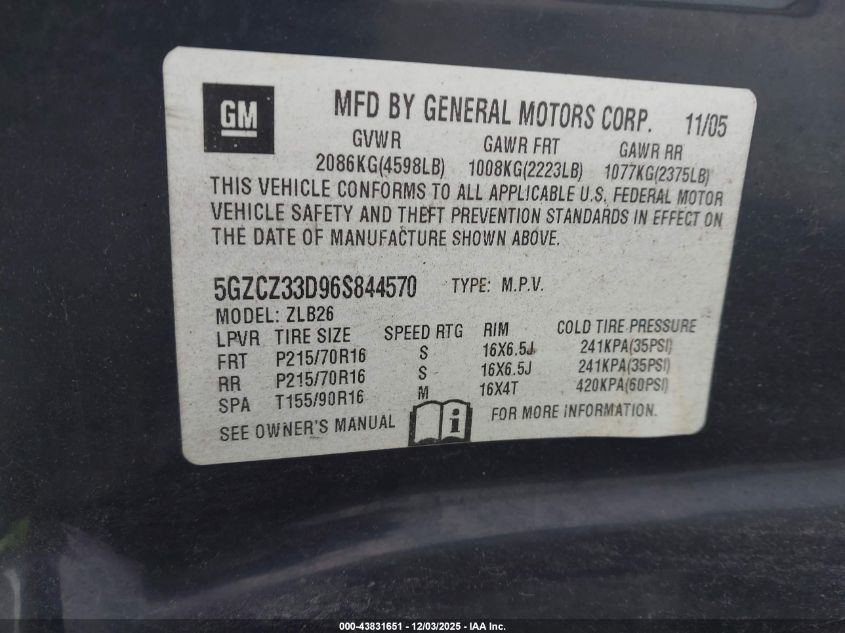 GM
MFD BY GENERAL MOTORS CORP. 11/05
GVWR GAWR FRT GAWR RR
2086KG(4598LB) 1008KG(2223LB) 1077KG(2375LB)
THIS VEHICLE CONFORMS TO ALL APPLICABLE U.S. FEDERAL MOTOR
VEHICLE SAFETY AND THEFT PREVENTION STANDARDS IN EFFECT ON
THE DATE OF MANUFACTURE SHOWN ABOVE.
5GZCZ33D96S844570 TYPE: M.P.V.
MODEL: ZLB26
LPVR TIRE SIZE SPEED RTG RIM COLD TIRE PRESSURE
FRT P215/70R16 S 16X6.5J 241KPA(35PSI)
RR P215/70R16 S 16X6.5J 241KPA(35PSI)
SPA T155/90R16 M 16X4T 420KPA(60PSI)
SEE OWNER'S MANUAL i FOR MORE INFORMATION.
000-43831651 - 12/03/2025 - IAA Inc.